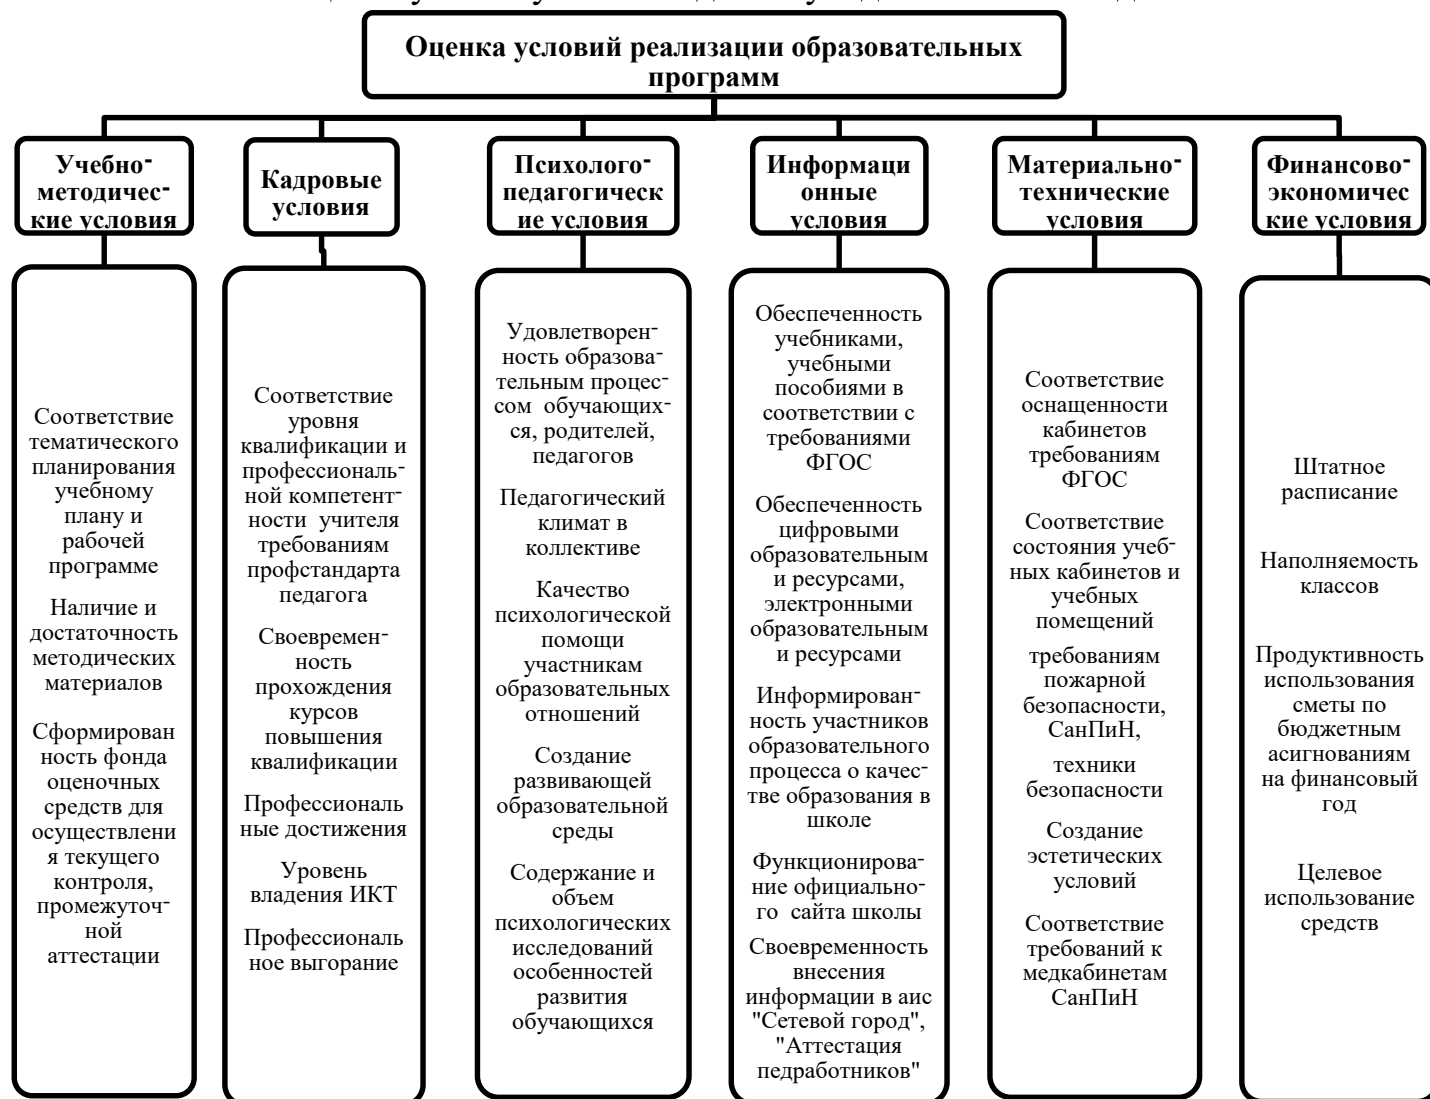 Оценка условий реализации образовательных
программ
Учебно-
методичес-
кие условия
Кадровые
условия
Психолого-
педагогическ
ие условия
Информаци
онные
условия
Материально-
технические
условия
Финансово-
экономичес
кие условия
Соответствие
тематического
планирования
учебному
плану и
рабочей
программе
Наличие и
достаточность
методических
материалов
Сформирован
ность фонда
оценочных
средств для
осуществлени
я текущего
контроля,
промежуточ-
ной
аттестации
Соответствие
уровня
квалификации и
профессиональ-
ной компетент-
ности учителя
требованиям
профстандарта
педагога
Своевремен-
ность
прохождения
курсов
повышения
квалификации
Профессиональ
ные достижения
Уровень
владения ИКТ
Профессиональ
ное выгорание
Удовлетворен-
ность образова-
тельным процес-
сом обучающих-
ся, родителей,
педагогов
Педагогический
климат в
коллективе
Качество
психологической
помощи
участникам
образовательных
отношений
Создание
развивающей
образовательной
среды
Содержание и
объем
психологических
исследований
особенностей
развития
обучающихся
Обеспеченность
учебниками,
учебными
пособиями в
соответствии с
требованиями
ФГОС
Обеспеченность
цифровыми
образовательным
и ресурсами,
электронными
образовательным
и ресурсами
Информирован-
ность участников
образовательного
процесса о качес-
тве образования в
школе
Функционирова-
ние официально-
го сайта школы
Своевременность
внесения
информации в аис
"Сетевой город",
"Аттестация
педработников"
Соответствие
оснащенности
кабинетов
требованиям
ФГОС
Соответствие
состояния учеб-
ных кабинетов и
учебных
помещений
требованиям
пожарной
безопасности,
СанПиН,
техники
безопасности
Создание
эстетических
условий
Соответствие
требований к
медкабинетам
СанПиН
Штатное
расписание
Наполняемость
классов
Продуктивность
использования
сметы по
бюджетным
асигнованиям
на финансовый
год
Целевое
использование
средств